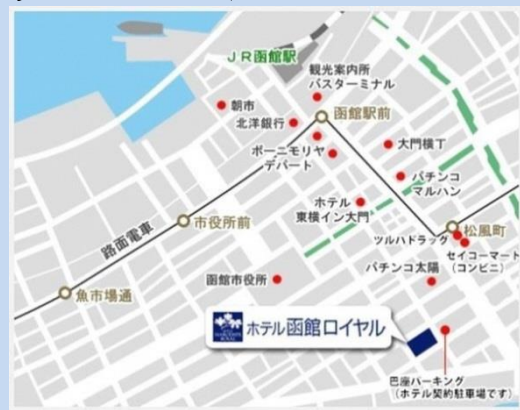 JR函館駅
観光案内所
バスターミナル
朝市
北洋銀行
函館駅前
ボーニモリヤ
デパート
大門横丁
パチンコ
マルハン
ホテル
東横イン大門
市役所前
路面電車
松風町
ツルハドラッグ
セイコーマート
(コンビニ)
函館市役所
パチンコ太陽
魚市場通
ホテル函館ロイヤル
巴座パーキング
(ホテル契約駐車場です)